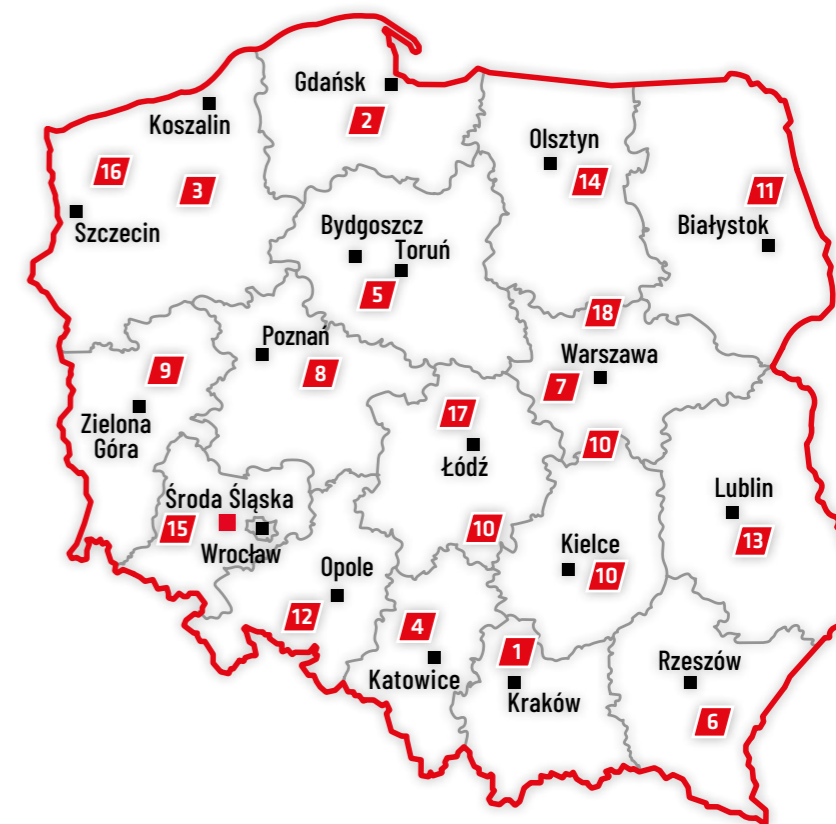 Gdańsk
2
Koszalin
16
3
Szczecin
Olsztyn
14
11
Białystok
Bydgoszcz
Toruń
5
18
Poznań
8
9
Zielona
Góra
Warszawa
7
17
Łódź
10
10
Lublin
13
Środa Śląska
15
Wrocław
Kielce
10
Opole
12
4
Katowice
1
Kraków
Rzeszów
6